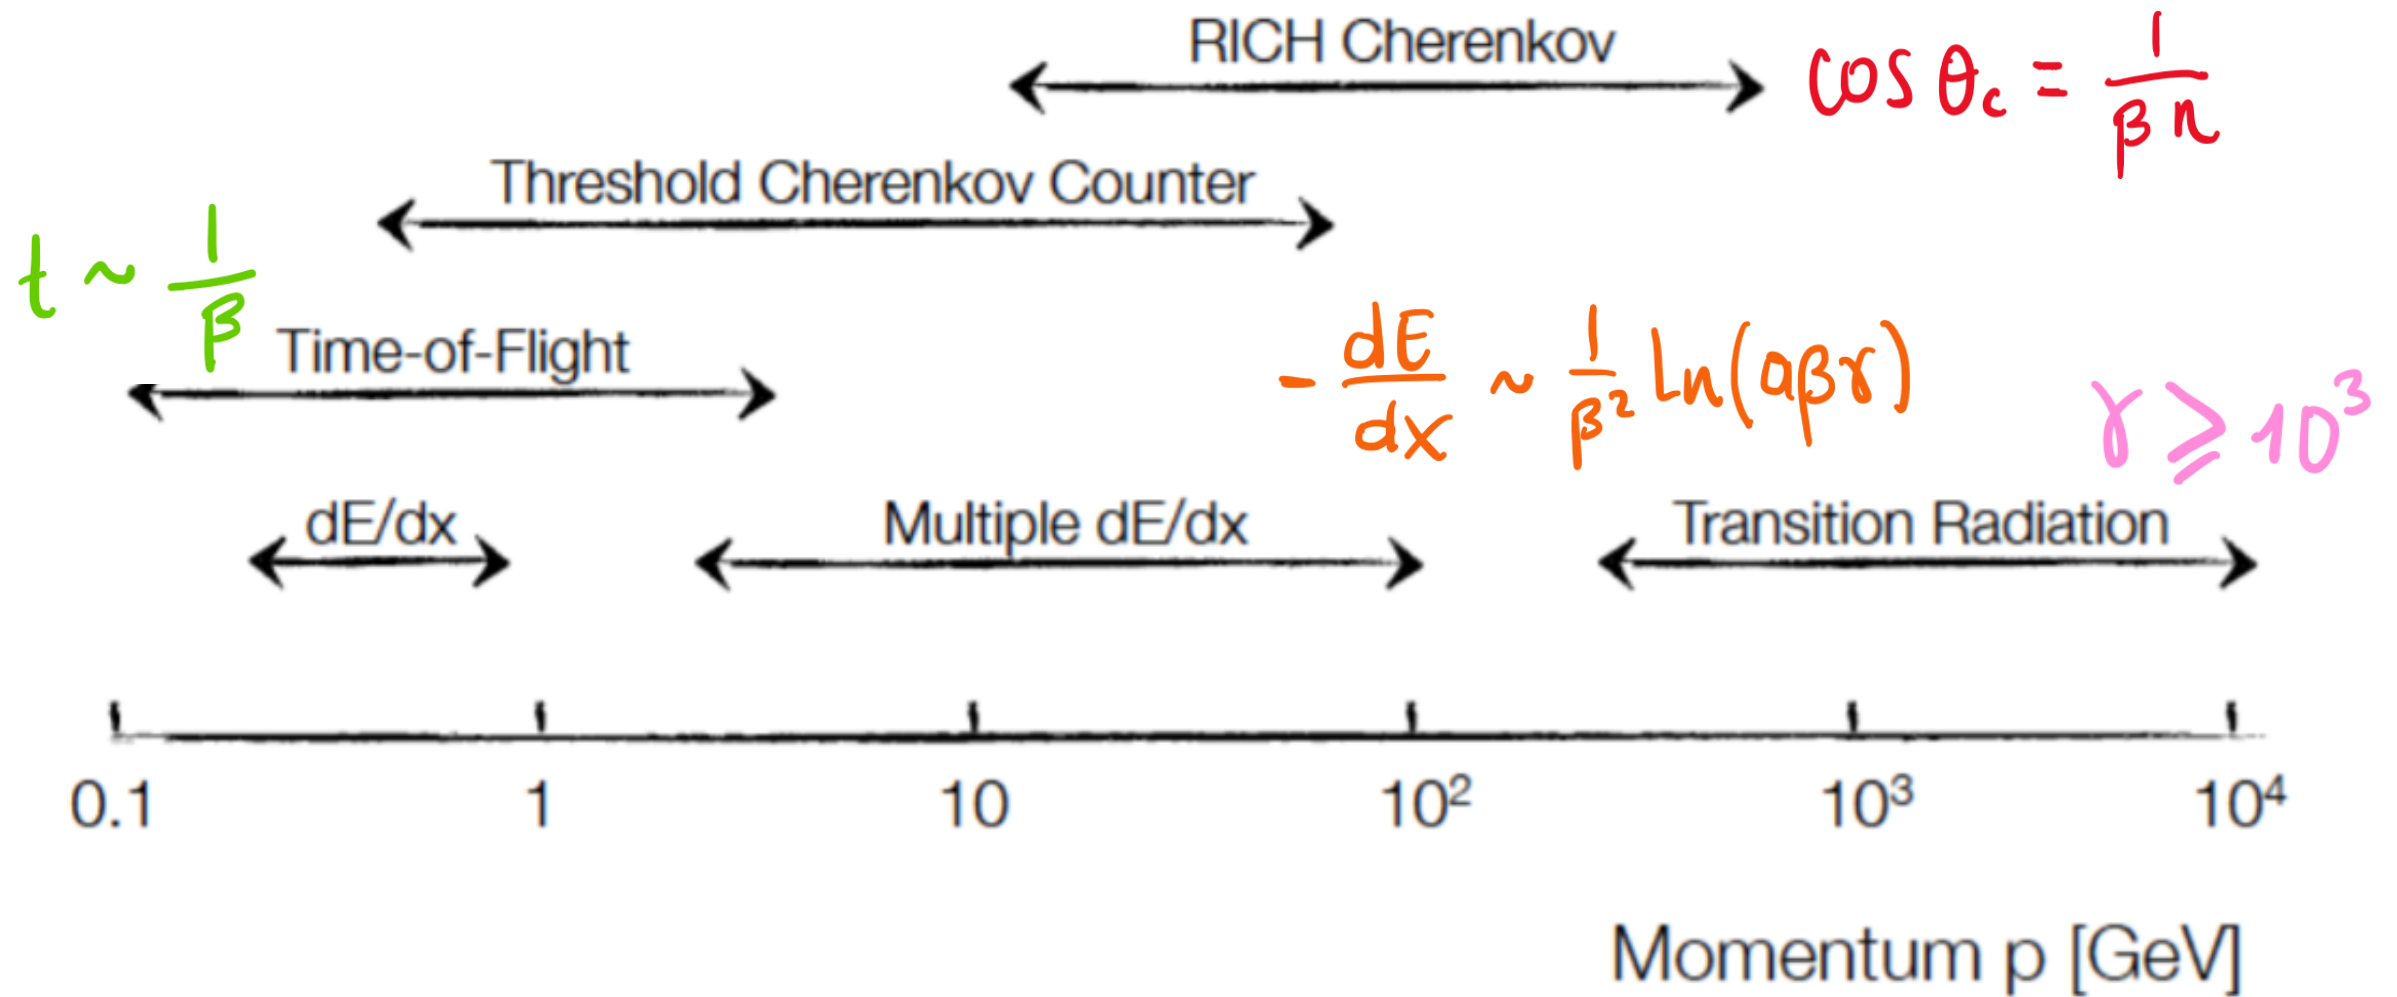 RICH Cherenkov
cos θc = 1/(β n)
Threshold Cherenkov Counter
t ~ 1/β
Time-of-Flight
- dE/dx ~ 1/β² Ln(aβγ)
γ ⩾ 10³
dE/dx
Multiple dE/dx
Transition Radiation
0.1 1 10 10² 10³ 10⁴
Momentum p [GeV]